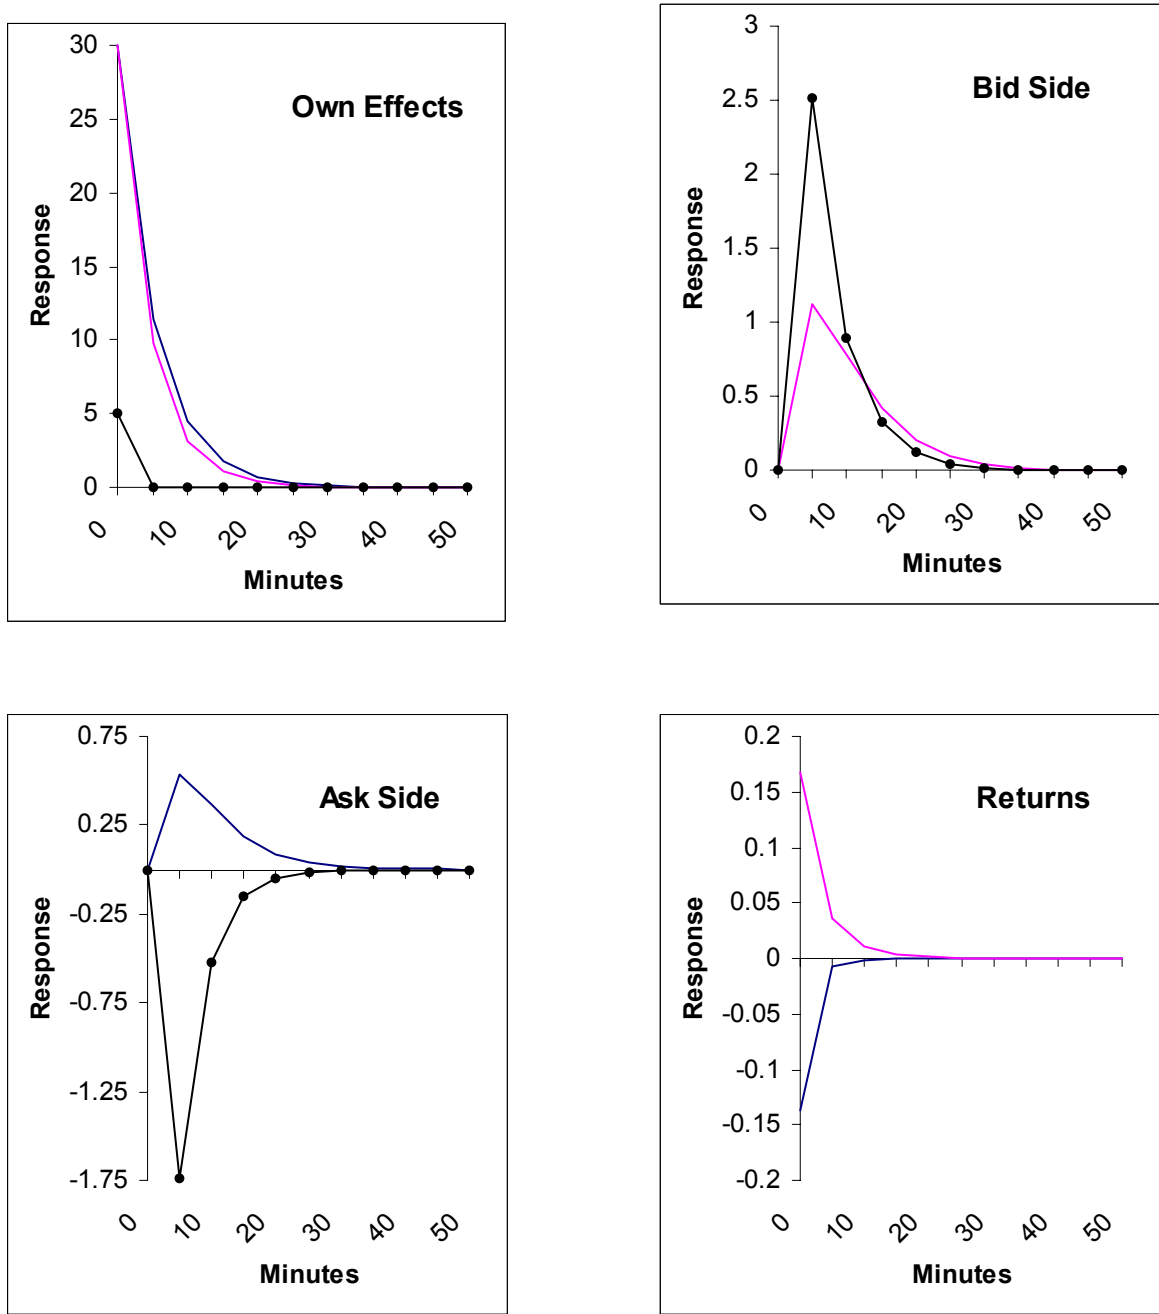 Own Effects
Response
30
25
20
15
10
5
0
0 10 20 30 40 50
Minutes
Bid Side
Response
3
2.5
2
1.5
1
0.5
0
0 10 20 30 40 50
Minutes
Ask Side
Response
0.75
0.25
-0.25
-0.75
-1.25
-1.75
0 10 20 30 40 50
Minutes
Returns
Response
0.2
0.15
0.1
0.05
0
-0.05
-0.1
-0.15
-0.2
0 10 20 30 40 50
Minutes